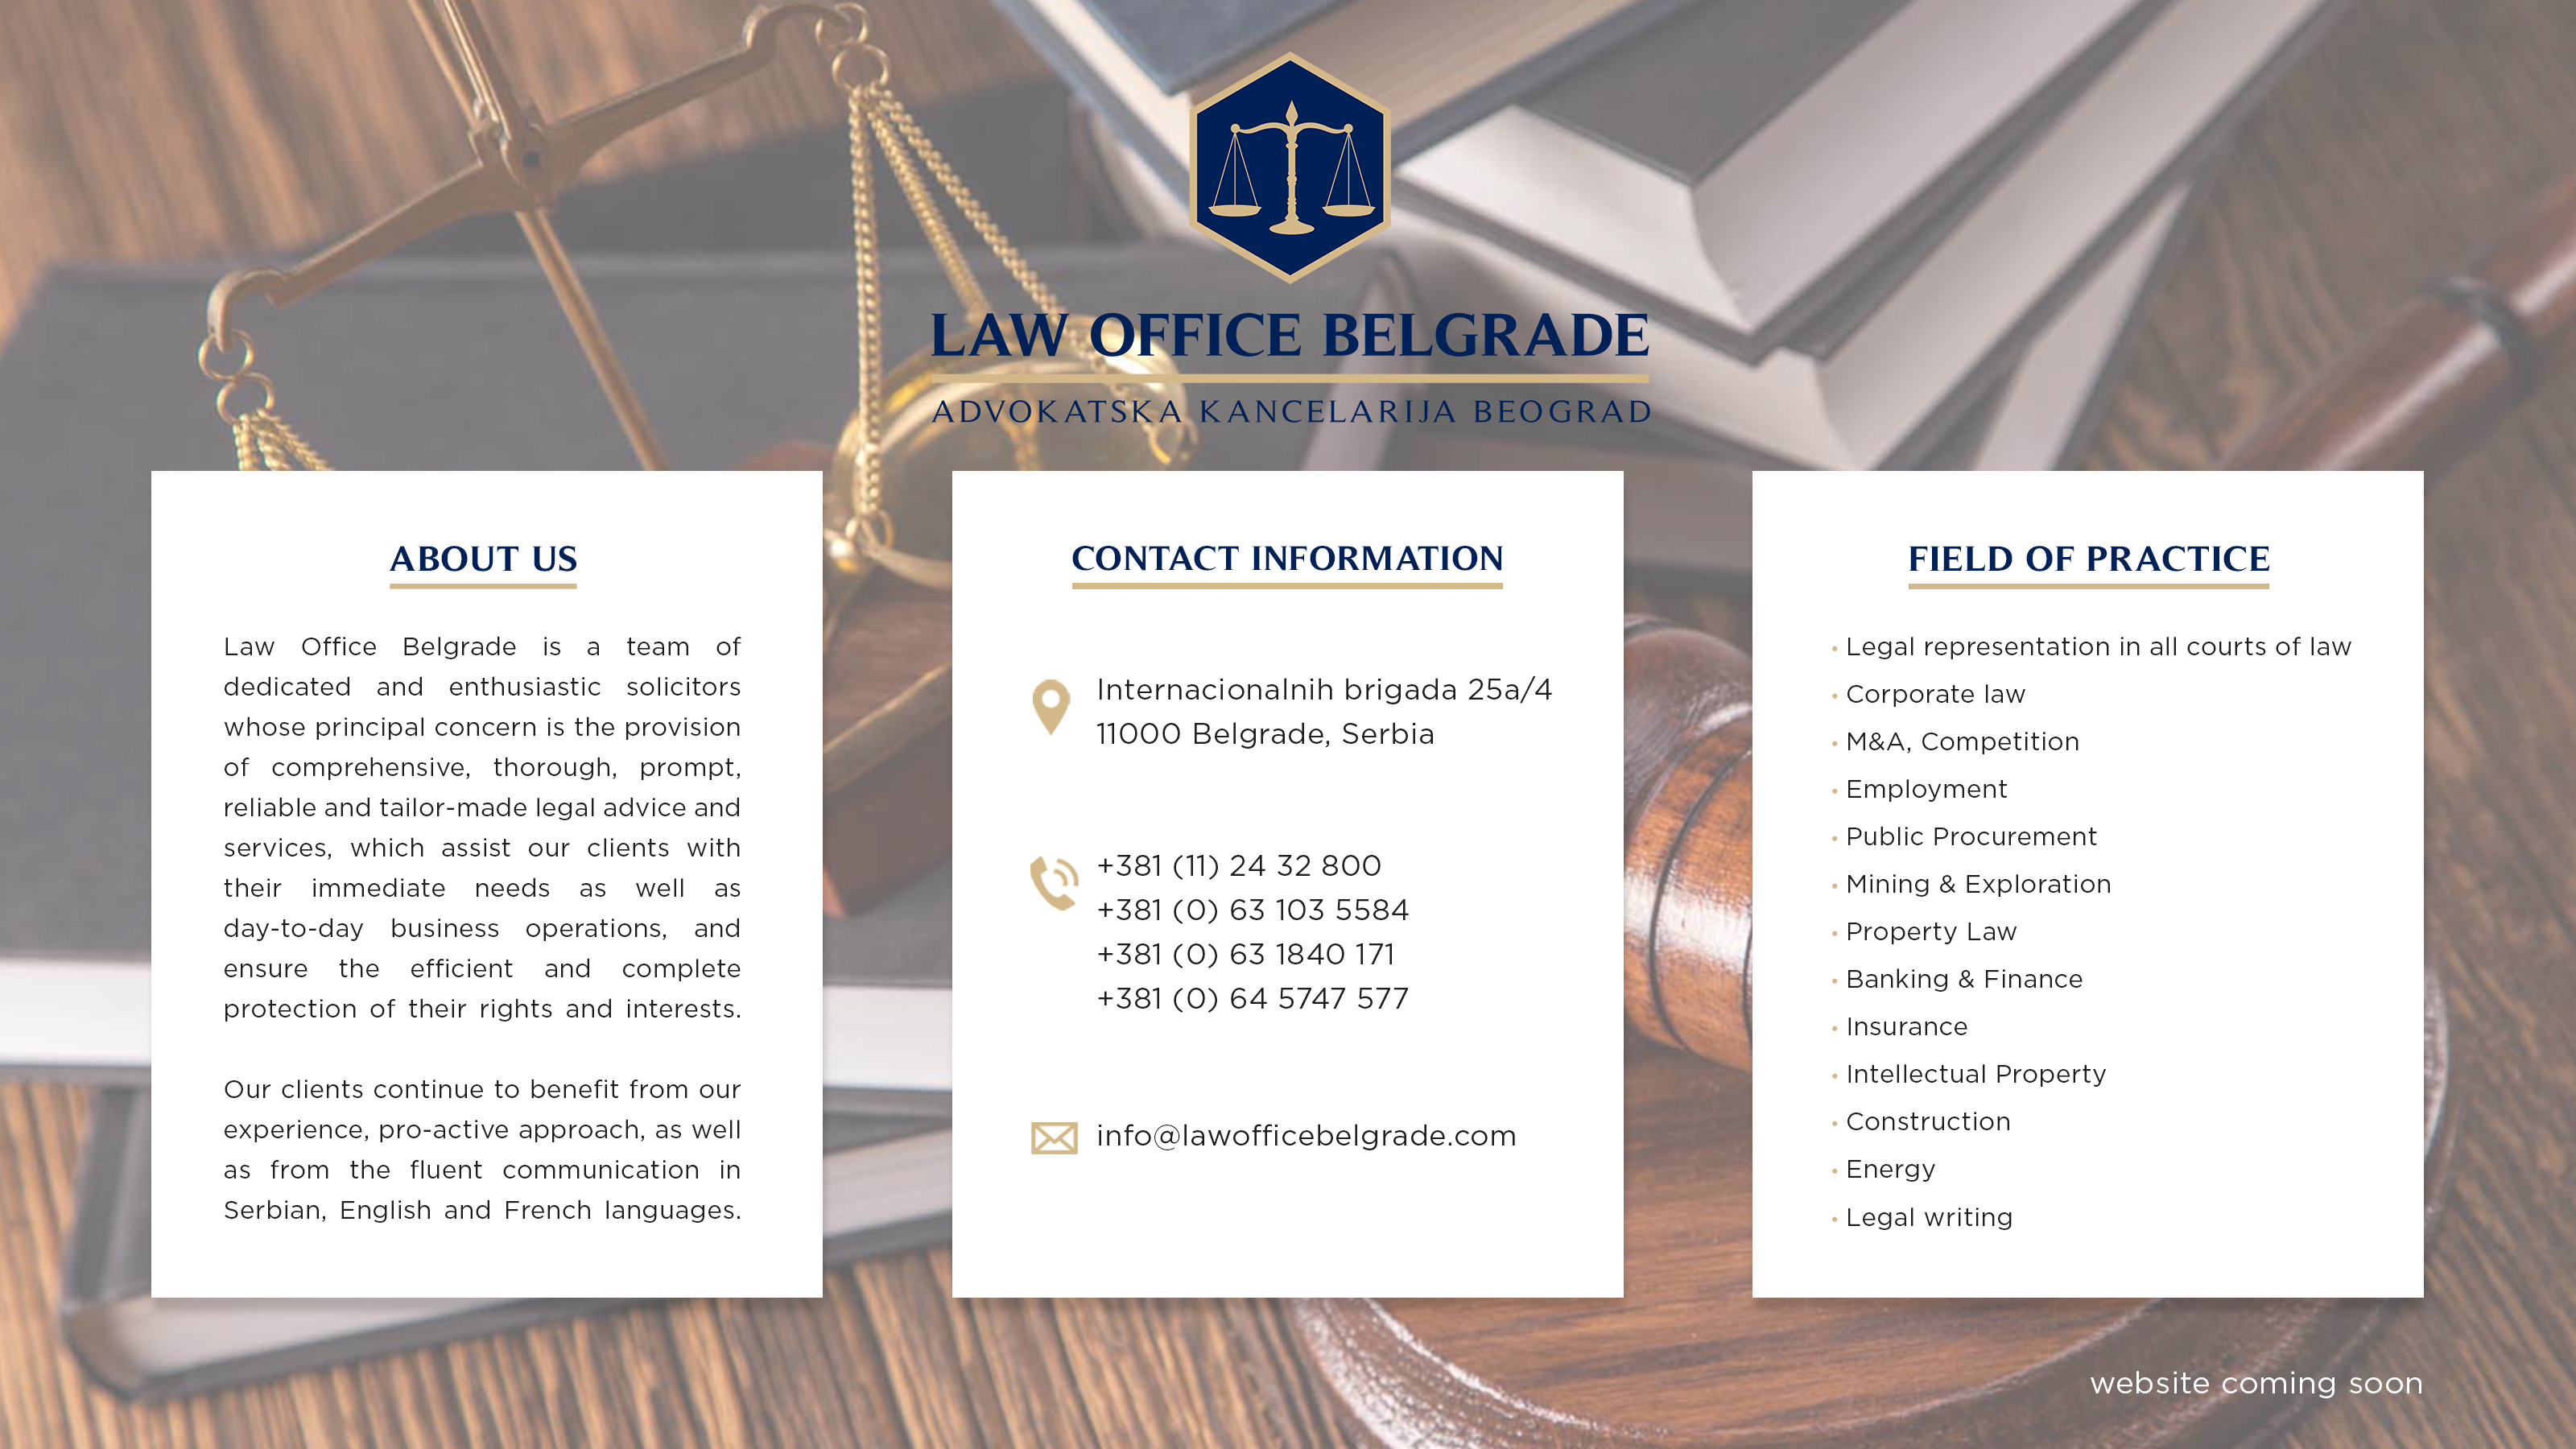 LAW OFFICE BELGRADE
ADVOKATSKA KANCELARIJA BEOGRAD
ABOUT US
Law Office Belgrade is a team of
dedicated and enthusiastic solicitors
whose principal concern is the provision
of comprehensive, thorough, prompt,
reliable and tailor-made legal advice and
services, which assist our clients with
their immediate needs as well as
day-to-day business operations, and
ensure the efficient and complete
protection of their rights and interests.
Our clients continue to benefit from our
experience, pro-active approach, as well
as from the fluent communication in
Serbian, English and French languages.
CONTACT INFORMATION
Internacionalnih brigada 25a/4
11000 Belgrade, Serbia
+381 (11) 24 32 800
+381 (0) 63 103 5584
+381 (0) 63 1840 171
+381 (0) 64 5747 577
info@lawofficebelgrade.com
FIELD OF PRACTICE
• Legal representation in all courts of law
• Corporate law
• M&A, Competition
• Employment
• Public Procurement
• Mining & Exploration
• Property Law
• Banking & Finance
• Insurance
• Intellectual Property
• Construction
• Energy
• Legal writing
website coming soon